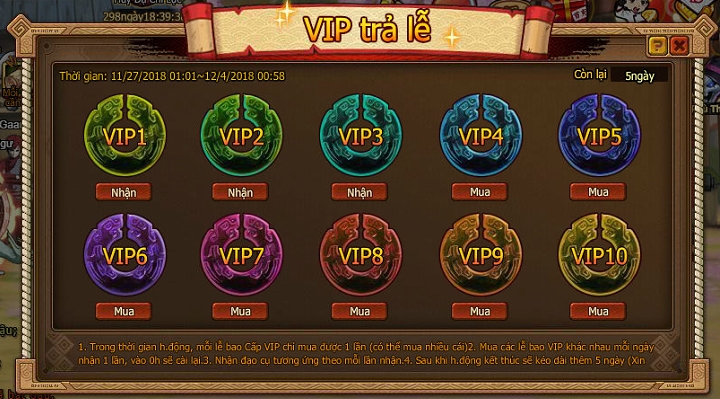 298ngày18:39:3
VIP trả lễ
Thời gian: 11/27/2018 01:01~12/4/2018 00:58
Còn lại 5ngày
VIP1 VIP2 VIP3 VIP4 VIP5
Nhận Nhận Nhận Mua Mua
VIP6 VIP7 VIP8 VIP9 VIP10
Mua Mua Mua Mua Mua
1. Trong thời gian h.động, mỗi lễ bao Cấp VIP chỉ mua được 1 lần (có thể mua nhiều cái)2. Mua các lễ bao VIP khác nhau mỗi ngày
nhận 1 lần, vào 0h sẽ cài lại.3. Nhận đạo cụ tương ứng theo mỗi lần nhận.4. Sau khi h.động kết thúc sẽ kéo dài thêm 5 ngày (Xin